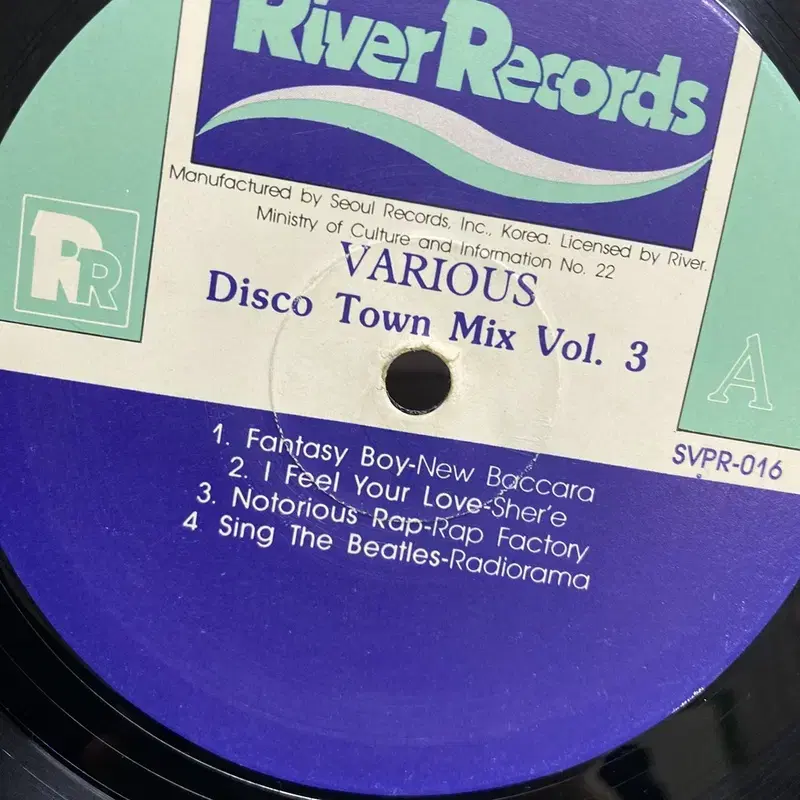 River Records
Manufactured by Seoul Records, Inc., Korea. Licensed by River.
Ministry of Culture and Information No. 22
RR
VARIOUS
Disco Town Mix Vol. 3
A
SVPR-016
1. Fantasy Boy-New Baccara
2. I Feel Your Love-Sher'e
3. Notorious Rap-Rap Factory
4 Sing The Beatles-Radiorama